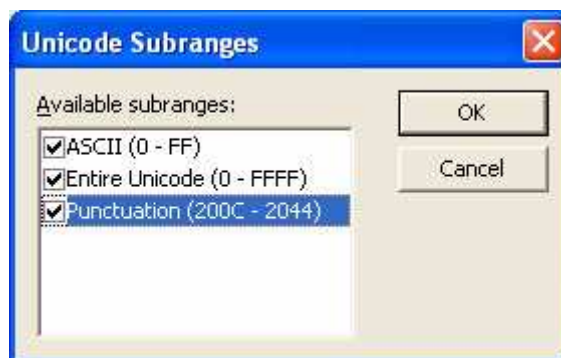 Unicode Subranges
Available subranges:
ASCII (0 - FF)
Entire Unicode (0 - FFFF)
Punctuation (200C - 2044)
OK
Cancel